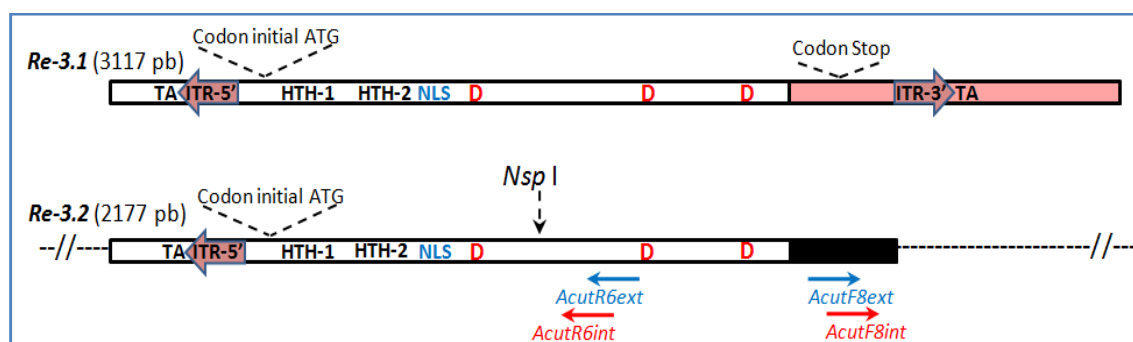 Codon initial ATG
Codon Stop
Re-3.1 (3117 pb)
TA ITR-5' HTH-1 HTH-2 NLS D D D ITR-3' TA
Nsp I
Codon initial ATG
Re-3.2 (2177 pb)
--//---- TA ITR-5' HTH-1 HTH-2 NLS D D D --//--
AcutR6ext AcutF8ext
AcutR6int AcutF8int